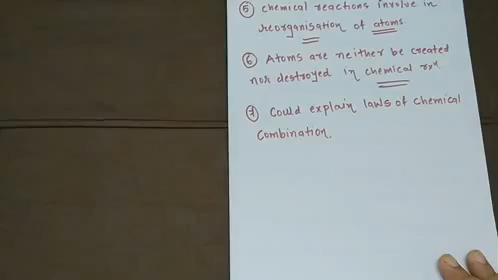 ⑤ Chemical reactions involve in
reorganisation of atoms
⑥ Atoms are neither be created
nor destroyed in chemical rxⁿ
⑦ Could explain laws of chemical
Combination.